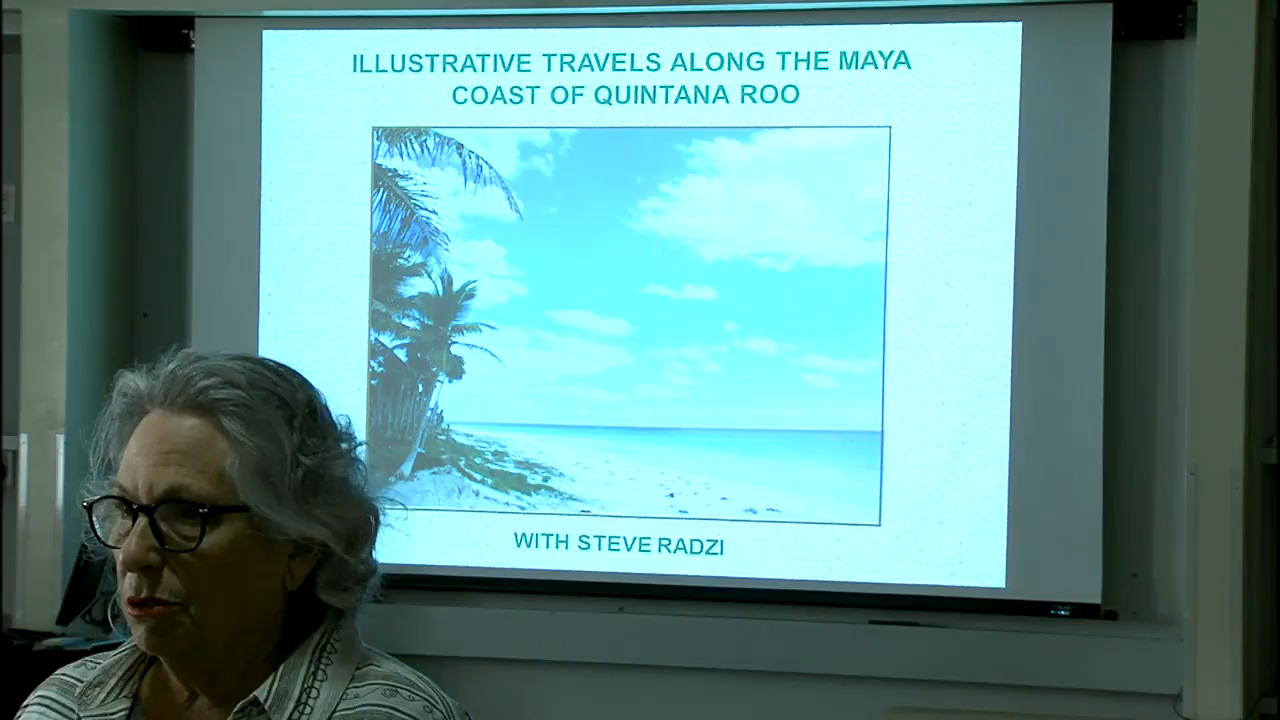 ILLUSTRATIVE TRAVELS ALONG THE MAYA
COAST OF QUINTANA ROO
WITH STEVE RADZI